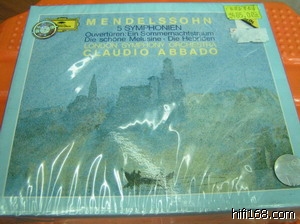 MENDELSSOHN
5 SYMPHONIEN
Ouvertüren: Ein Sommernachtstraum
Die schöne Melusine · Die Hebriden
LONDON SYMPHONY ORCHESTRA
CLAUDIO ABBADO
hifi168.com